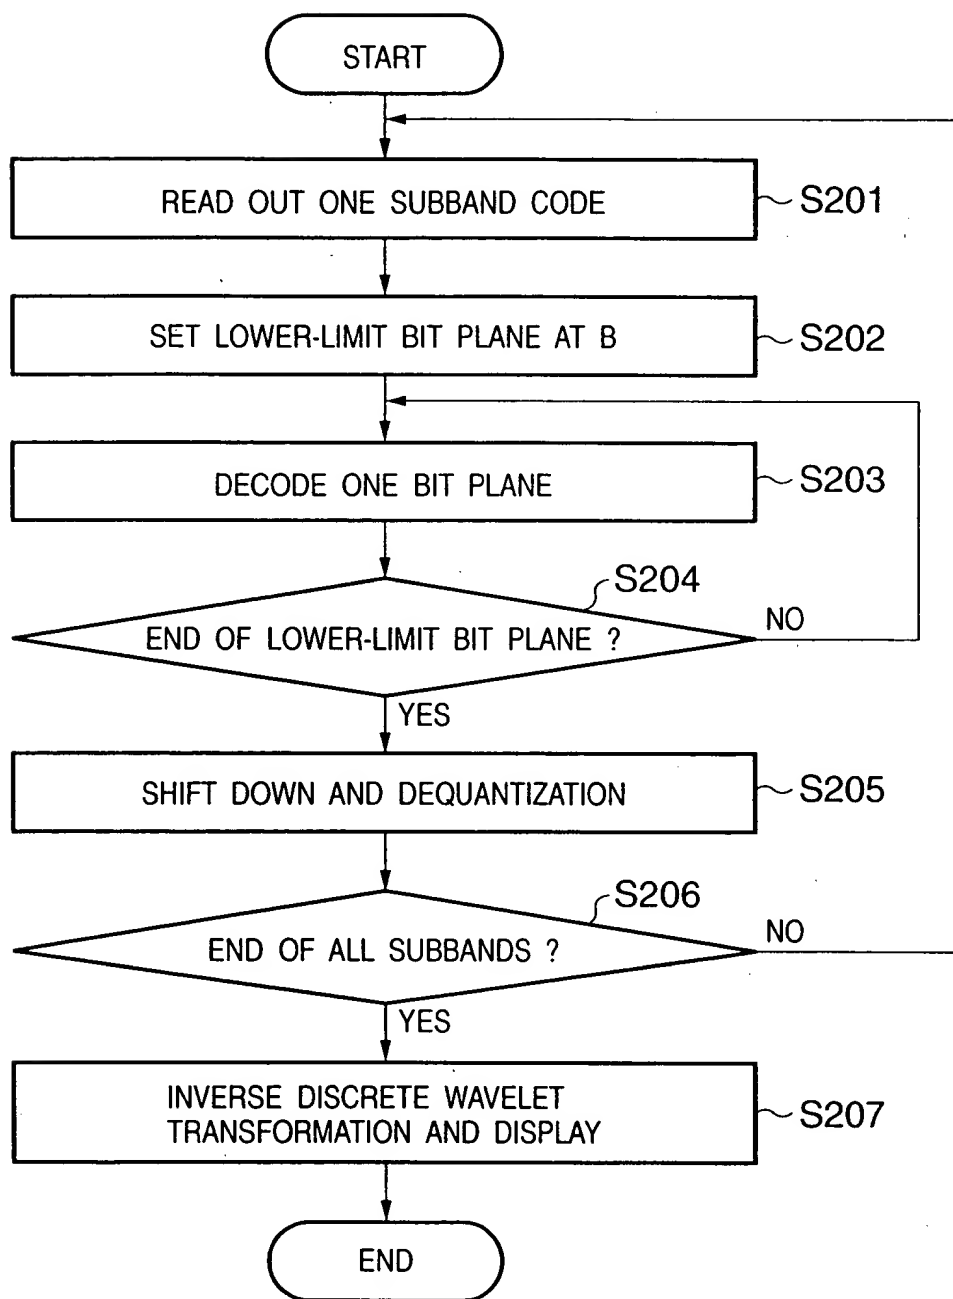 START
READ OUT ONE SUBBAND CODE
S201
SET LOWER-LIMIT BIT PLANE AT B
S202
DECODE ONE BIT PLANE
S203
S204
END OF LOWER-LIMIT BIT PLANE ?
NO
YES
SHIFT DOWN AND DEQUANTIZATION
S205
S206
END OF ALL SUBBANDS ?
NO
YES
INVERSE DISCRETE WAVELET
TRANSFORMATION AND DISPLAY
S207
END